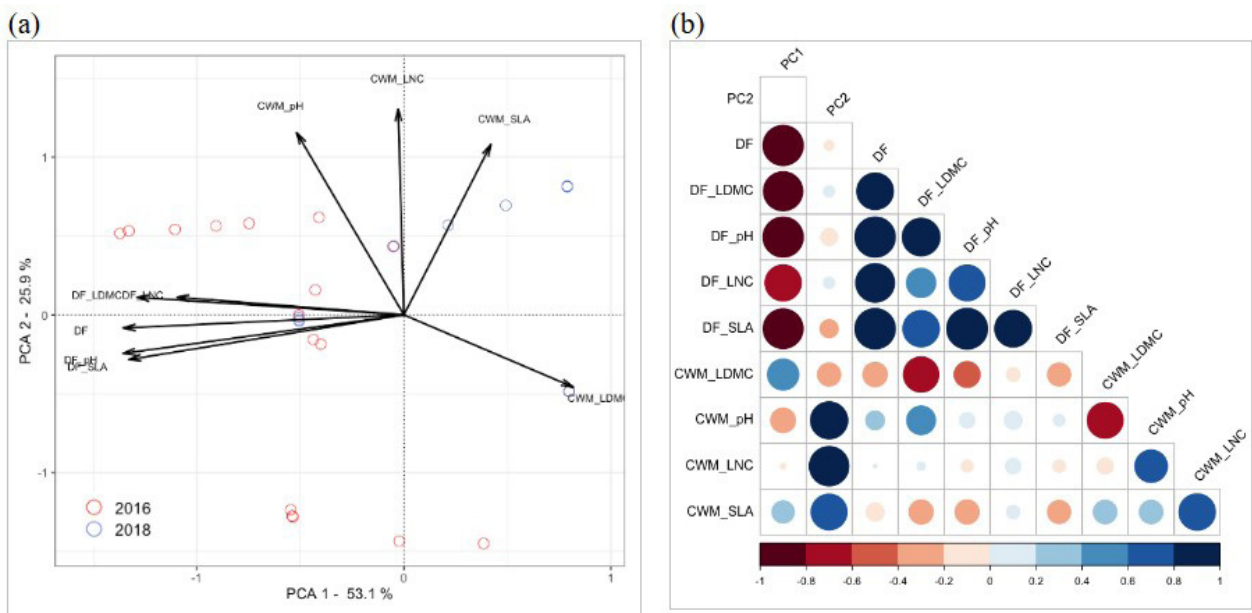 (a)
CWM_LNC
CWM_pH
CWM_SLA
1
PCA 2 - 25.9 %
0
-1
DF_LDMC DF_LNC
DF
DF_pH
DF_SLA
CWM_LDMC
2016
2018
-1
0
1
PCA 1 - 53.1 %
(b)
PC1
PC2
PC2
DF
DF
DF_LDMC
DF_LDMC
DF_pH
DF_pH
DF_LNC
DF_LNC
DF_SLA
DF_SLA
CWM_LDMC
CWM_LDMC
CWM_pH
CWM_pH
CWM_LNC
CWM_LNC
CWM_SLA
-1 -0.8 -0.6 -0.4 -0.2 0 0.2 0.4 0.6 0.8 1